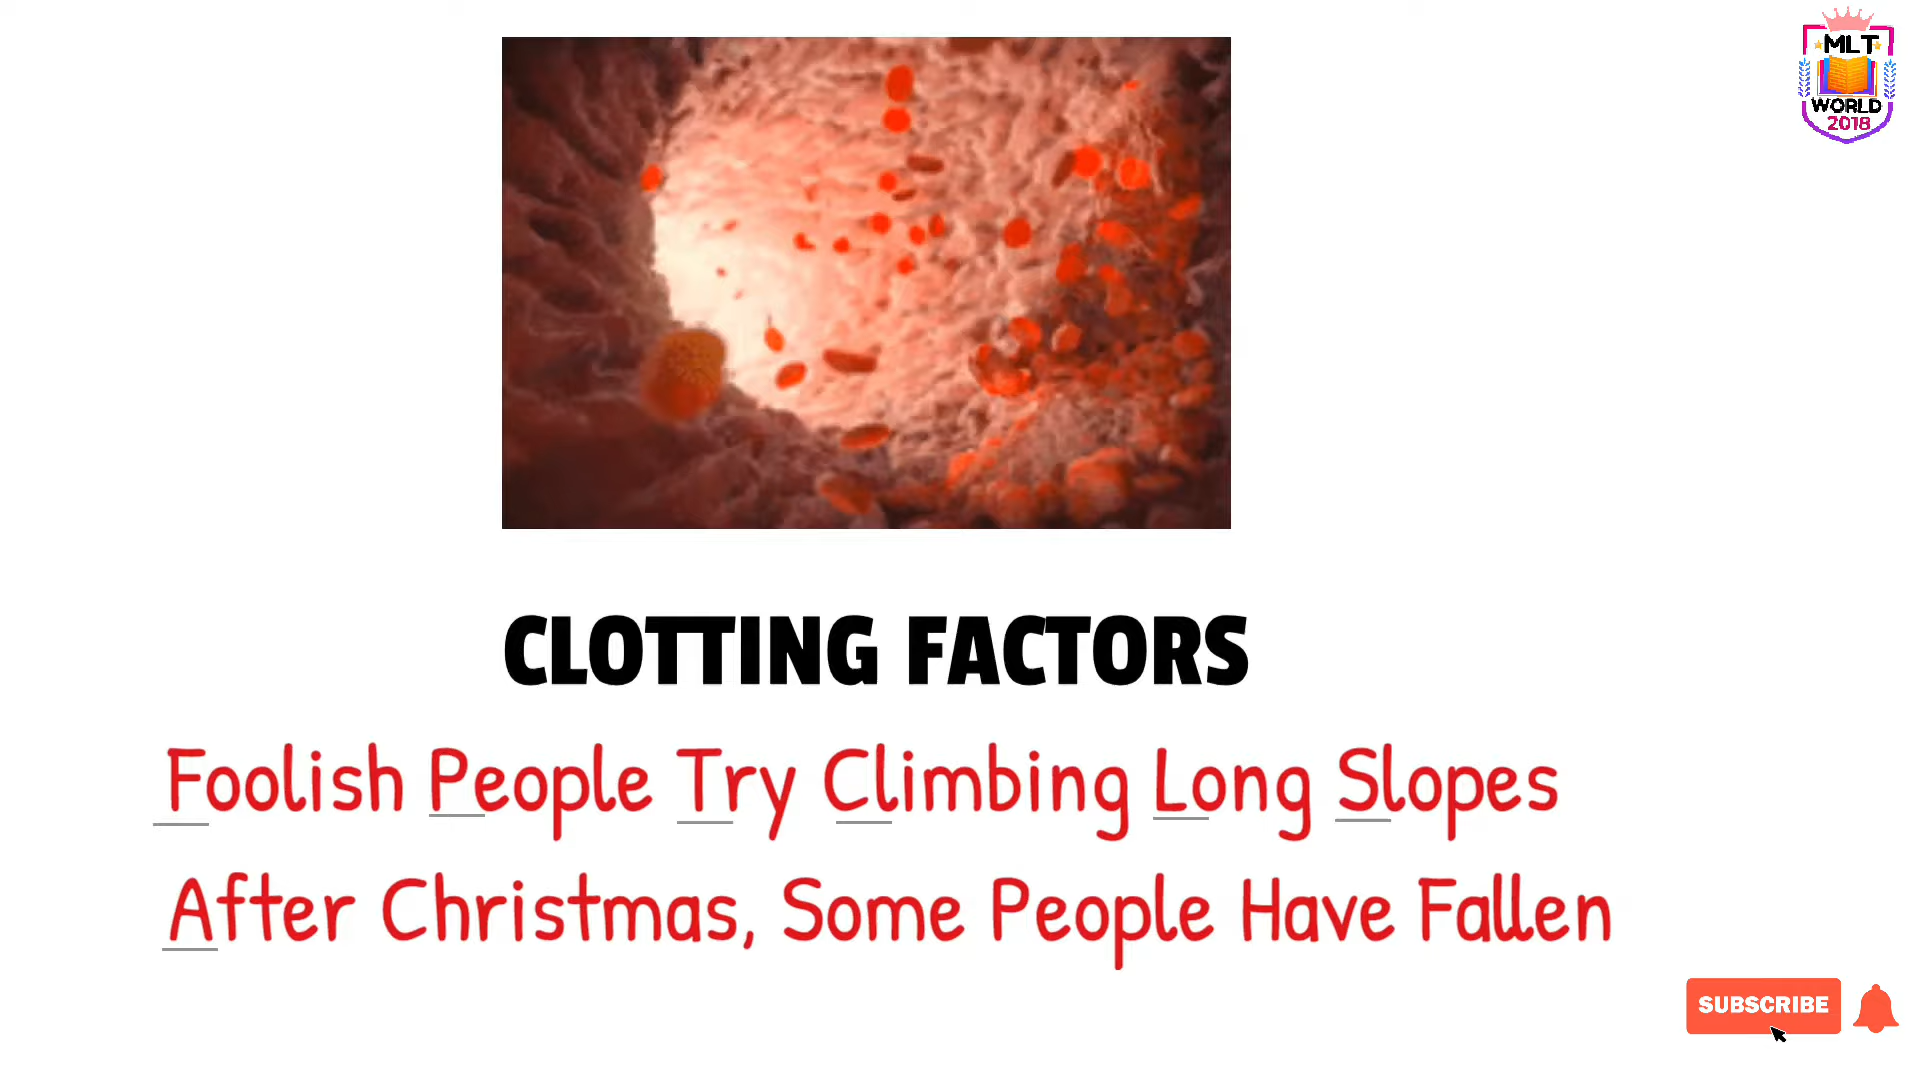 MLT
WORLD
2018
CLOTTING FACTORS
Foolish People Try Climbing Long Slopes
After Christmas, Some People Have Fallen
SUBSCRIBE